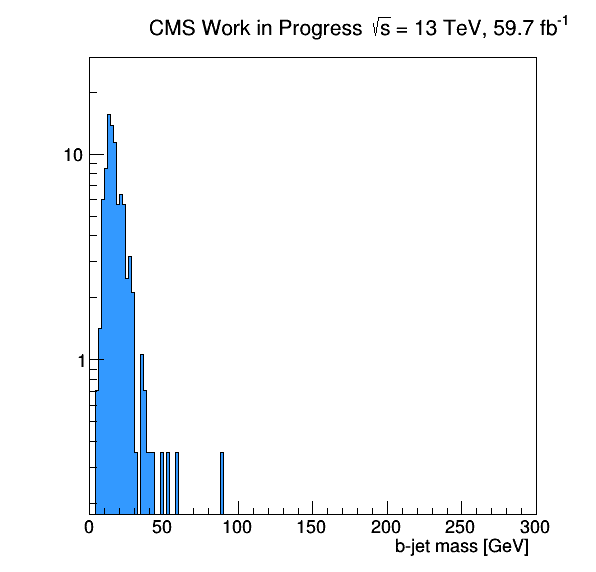 CMS Work in Progress √s = 13 TeV, 59.7 fb⁻¹
10
1
0 50 100 150 200 250 300
b-jet mass [GeV]